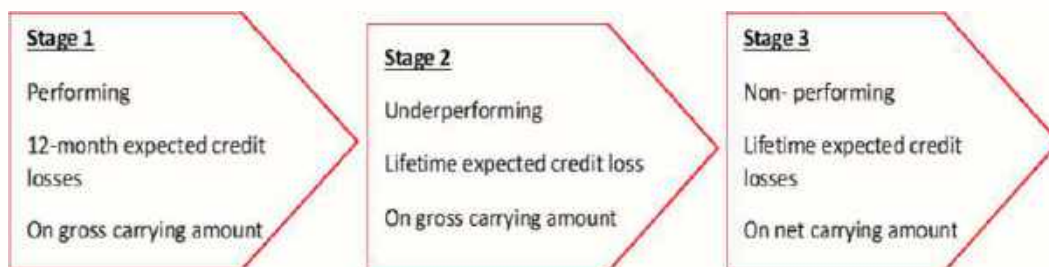 Stage 1
Performing
12-month expected credit
losses
On gross carrying amount
Stage 2
Underperforming
Lifetime expected credit loss
On gross carrying amount
Stage 3
Non- performing
Lifetime expected credit
losses
On net carrying amount